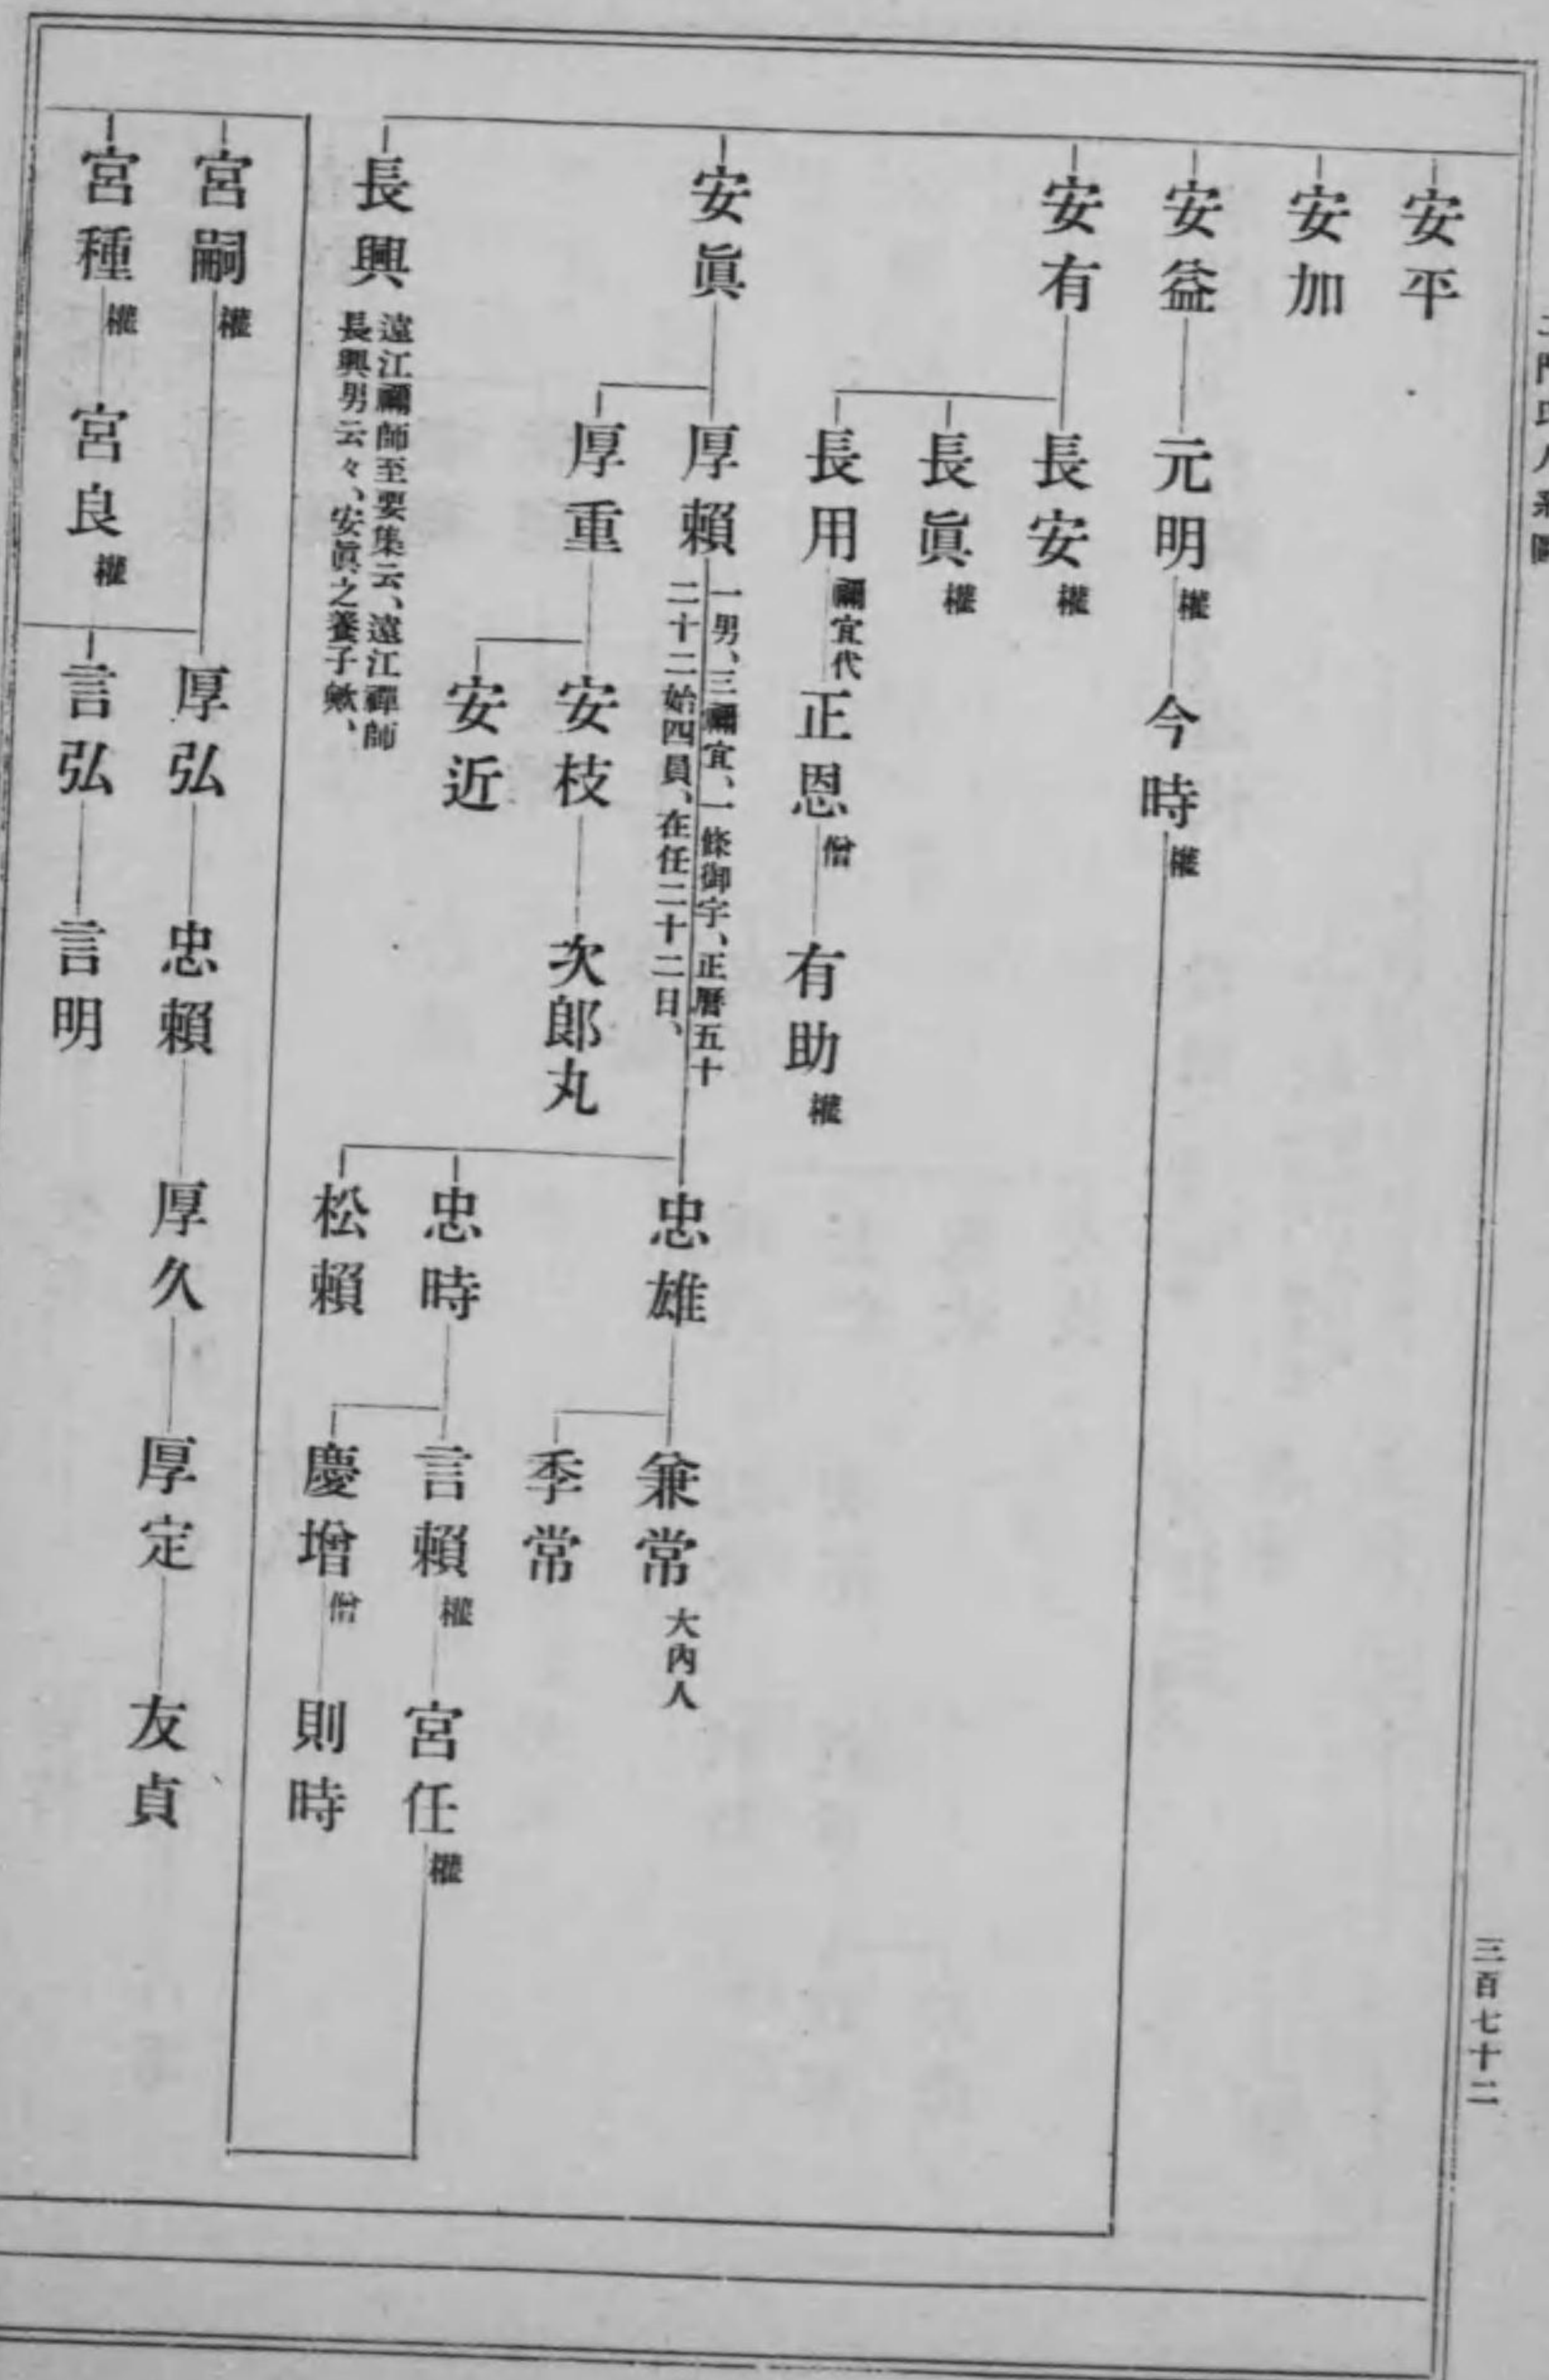 三百七十二
安平
安加
安益
元明 權
今時 權
安有
長安 權
長眞 權
長用 禰宜代
正恩 僧
有助 權
安眞
厚賴
一男、三禰宜、一條御宇、正曆五十
二十二始四員、在任二十二日、
忠雄
兼常 大內人
季常
忠時
言賴 權
宮任 權
慶增 僧
則時
松賴
厚重
安枝
次郎丸
安近
長興
遠江禰師至要集云、遠江禪師
長興男云々、安眞之養子歟、
宮嗣 權
厚弘
忠賴
厚久
厚定
友貞
宮種 權
宮良 權
言弘
言明